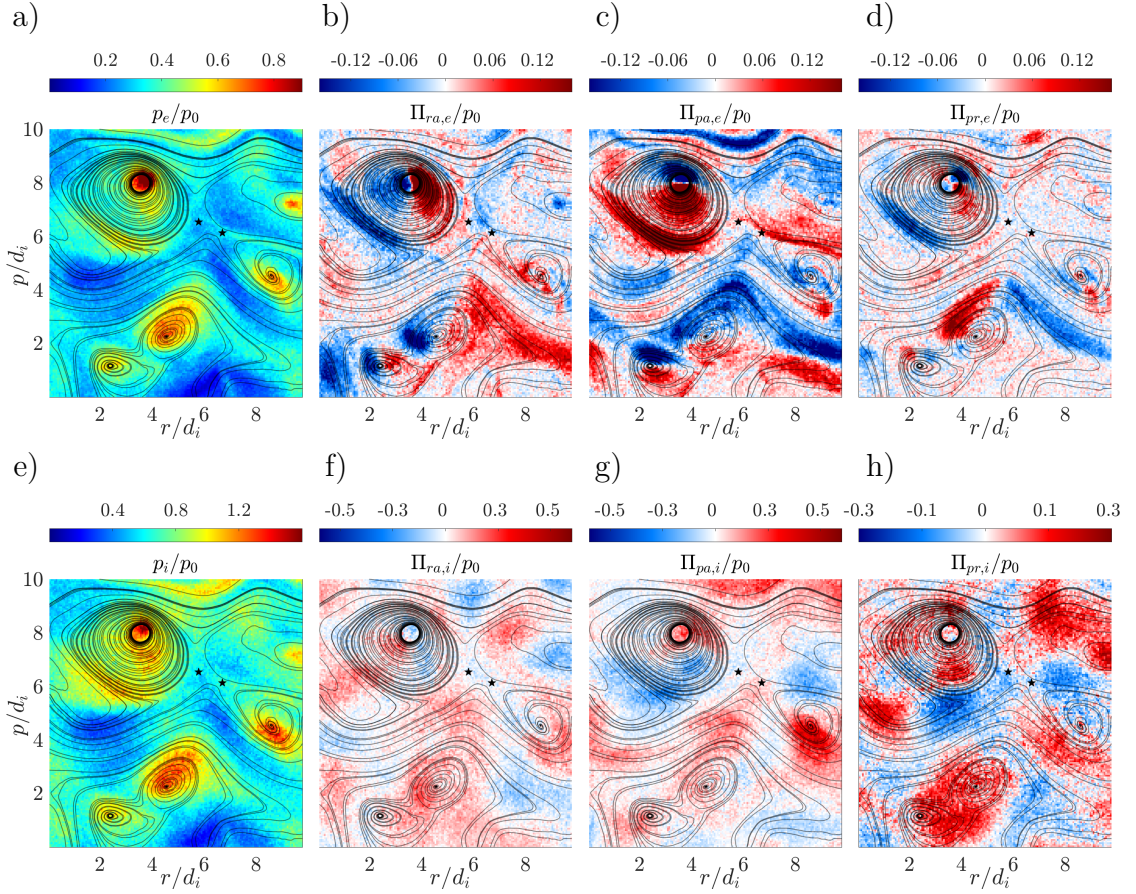 a) b) c) d)
0.2 0.4 0.6 0.8 -0.12 -0.06 0 0.06 0.12 -0.12 -0.06 0 0.06 0.12 -0.12 -0.06 0 0.06 0.12
p_e/p_0 Π_{ra,e}/p_0 Π_{pa,e}/p_0 Π_{pr,e}/p_0
10
8
6
4
2
p/d_i
2 4 6 8 2 4 6 8 2 4 6 8 2 4 6 8
r/d_i r/d_i r/d_i r/d_i
e) f) g) h)
0.4 0.8 1.2 -0.5 -0.3 0 0.3 0.5 -0.5 -0.3 0 0.3 0.5 -0.3 -0.1 0 0.1 0.3
p_i/p_0 Π_{ra,i}/p_0 Π_{pa,i}/p_0 Π_{pr,i}/p_0
10
8
6
4
2
p/d_i
2 4 6 8 2 4 6 8 2 4 6 8 2 4 6 8
r/d_i r/d_i r/d_i r/d_i